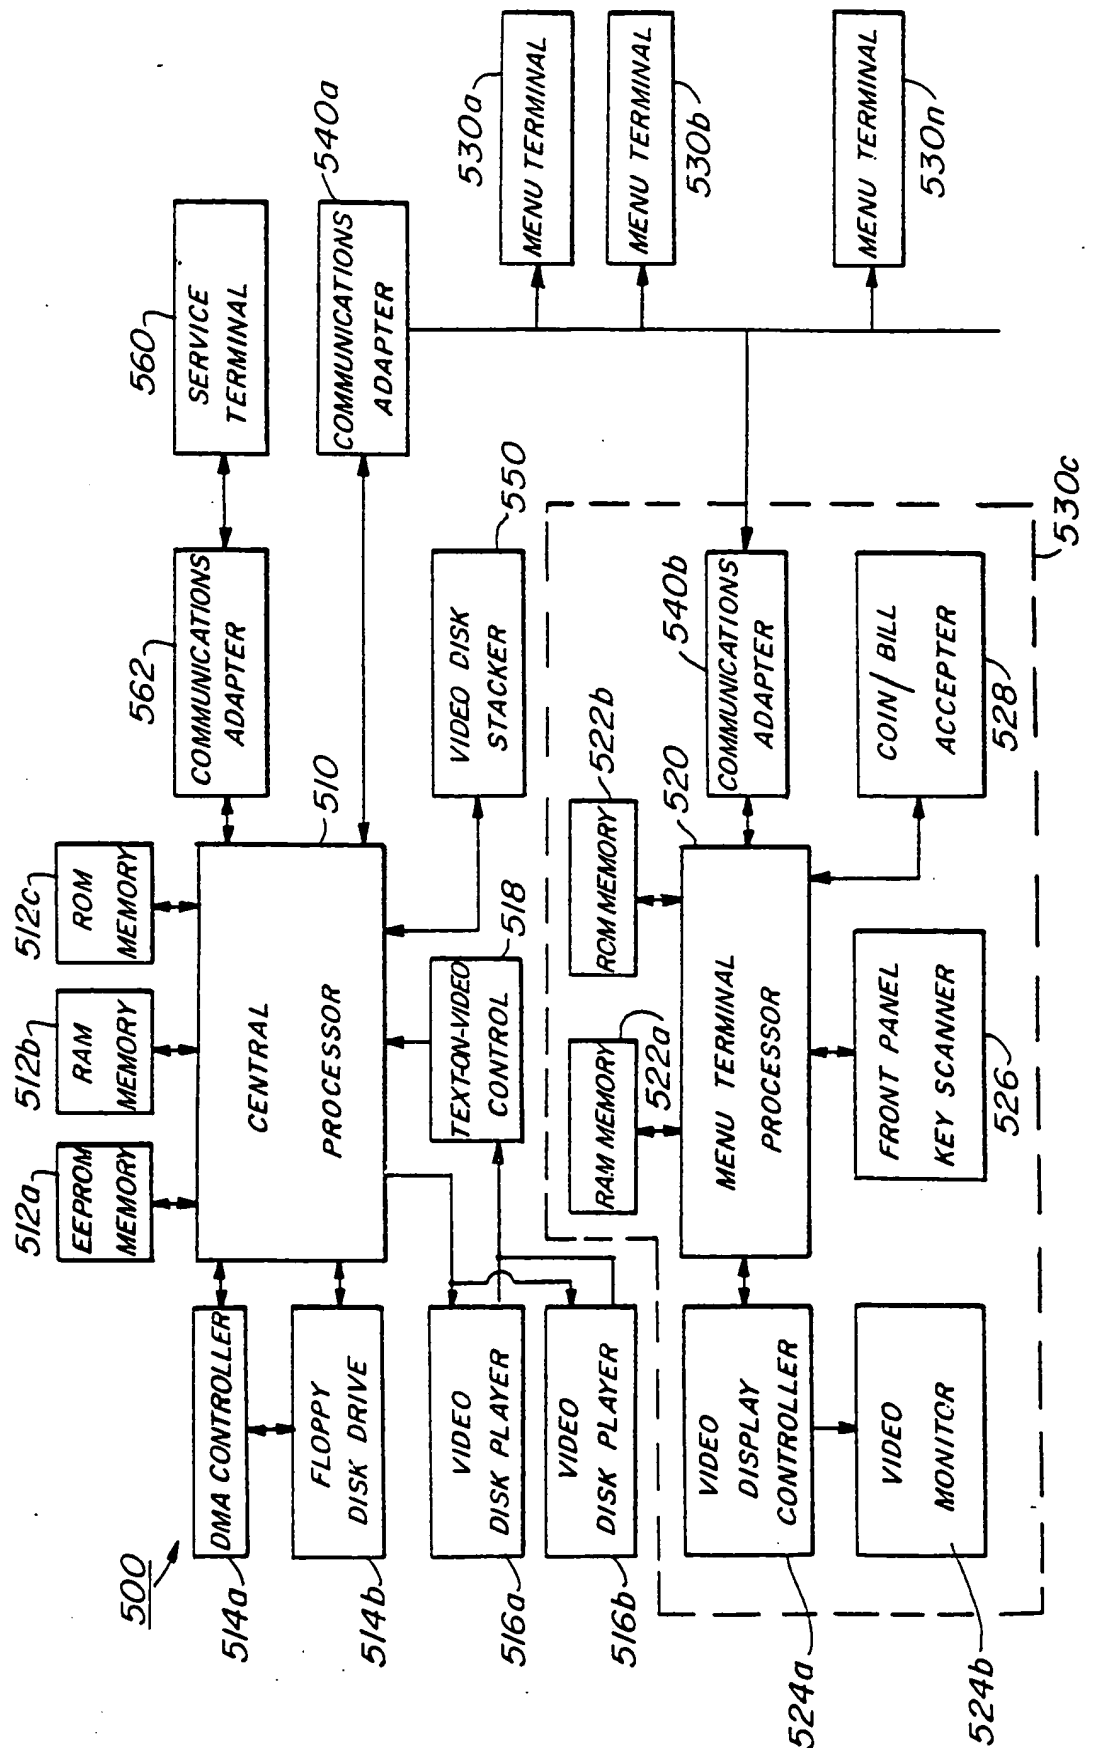 500
512a
EEPROM
MEMORY
512b
RAM
MEMORY
512c
ROM
MEMORY
562
COMMUNICATIONS
ADAPTER
560
SERVICE
TERMINAL
514a
DMA CONTROLLER
514b
FLOPPY
DISK DRIVE
510
CENTRAL
PROCESSOR
540a
COMMUNICATIONS
ADAPTER
516a
VIDEO
DISK PLAYER
516b
VIDEO
DISK PLAYER
518
TEXT-ON-VIDEO
CONTROL
550
VIDEO DISK
STACKER
530a
MENU TERMINAL
530b
MENU TERMINAL
530n
MENU TERMINAL
522a
RAM MEMORY
522b
ROM MEMORY
520
MENU TERMINAL
PROCESSOR
540b
COMMUNICATIONS
ADAPTER
524a
VIDEO
DISPLAY
CONTROLLER
524b
VIDEO
MONITOR
526
FRONT PANEL
KEY SCANNER
528
COIN/BILL
ACCEPTER
530c